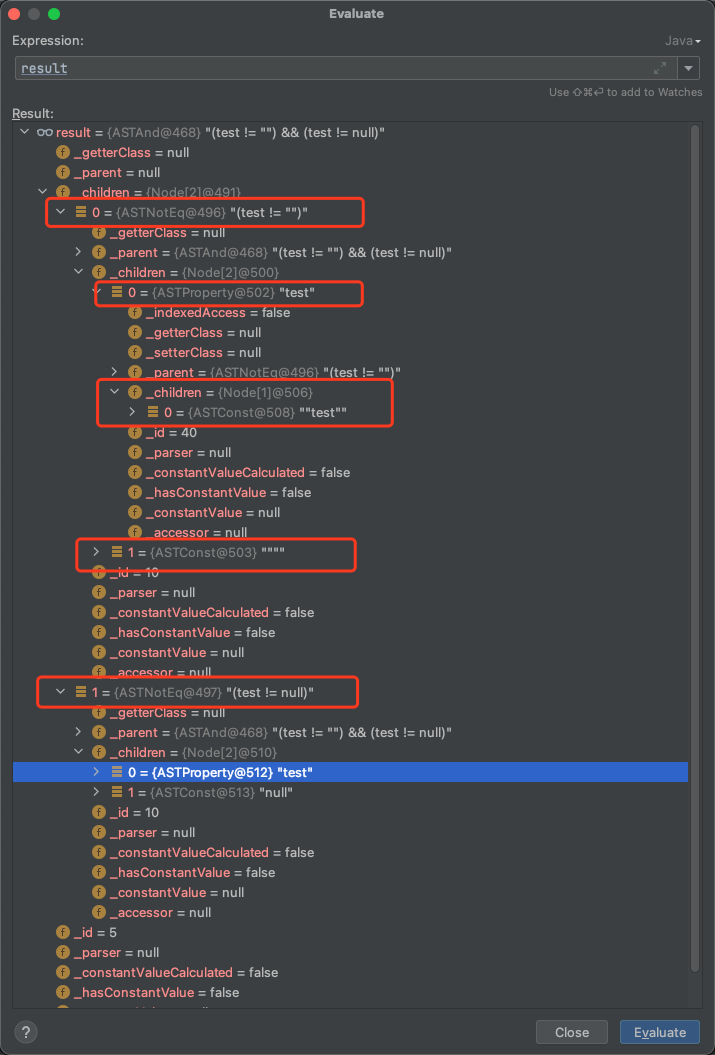 Evaluate
Expression:
Java
result
Use ⇧⌘⏎ to add to Watches
Result:
result = {ASTAnd@468} "(test != "") && (test != null)"
_getterClass = null
_parent = null
_children = {Node[2]@491}
0 = {ASTNotEq@496} "(test != "")"
_getterClass = null
_parent = {ASTAnd@468} "(test != "") && (test != null)"
_children = {Node[2]@500}
0 = {ASTProperty@502} "test"
_indexedAccess = false
_getterClass = null
_setterClass = null
_parent = {ASTNotEq@496} "(test != "")"
_children = {Node[1]@506}
0 = {ASTConst@508} ""test""
_id = 40
_parser = null
_constantValueCalculated = false
_hasConstantValue = false
_constantValue = null
_accessor = null
1 = {ASTConst@503} """"
_id = 10
_parser = null
_constantValueCalculated = false
_hasConstantValue = false
_constantValue = null
_accessor = null
1 = {ASTNotEq@497} "(test != null)"
_getterClass = null
_parent = {ASTAnd@468} "(test != "") && (test != null)"
_children = {Node[2]@510}
0 = {ASTProperty@512} "test"
1 = {ASTConst@513} "null"
_id = 10
_parser = null
_constantValueCalculated = false
_hasConstantValue = false
_constantValue = null
_accessor = null
_id = 5
_parser = null
_constantValueCalculated = false
_hasConstantValue = false
?
Close
Evaluate